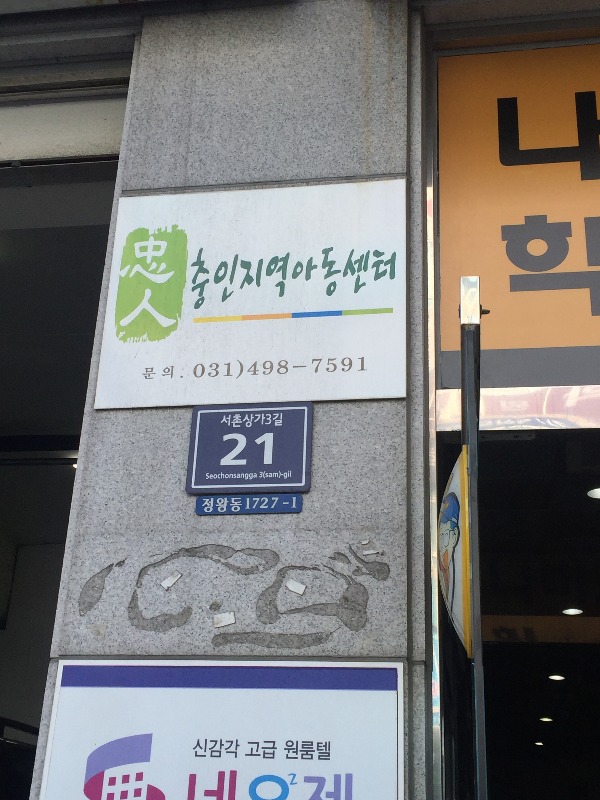 忠人
충인지역아동센터
문의. 031)498-7591
서촌상가3길
21
Seochonsangga 3(sam)-gil
정왕동1727-1
신감각 고급 원룸텔